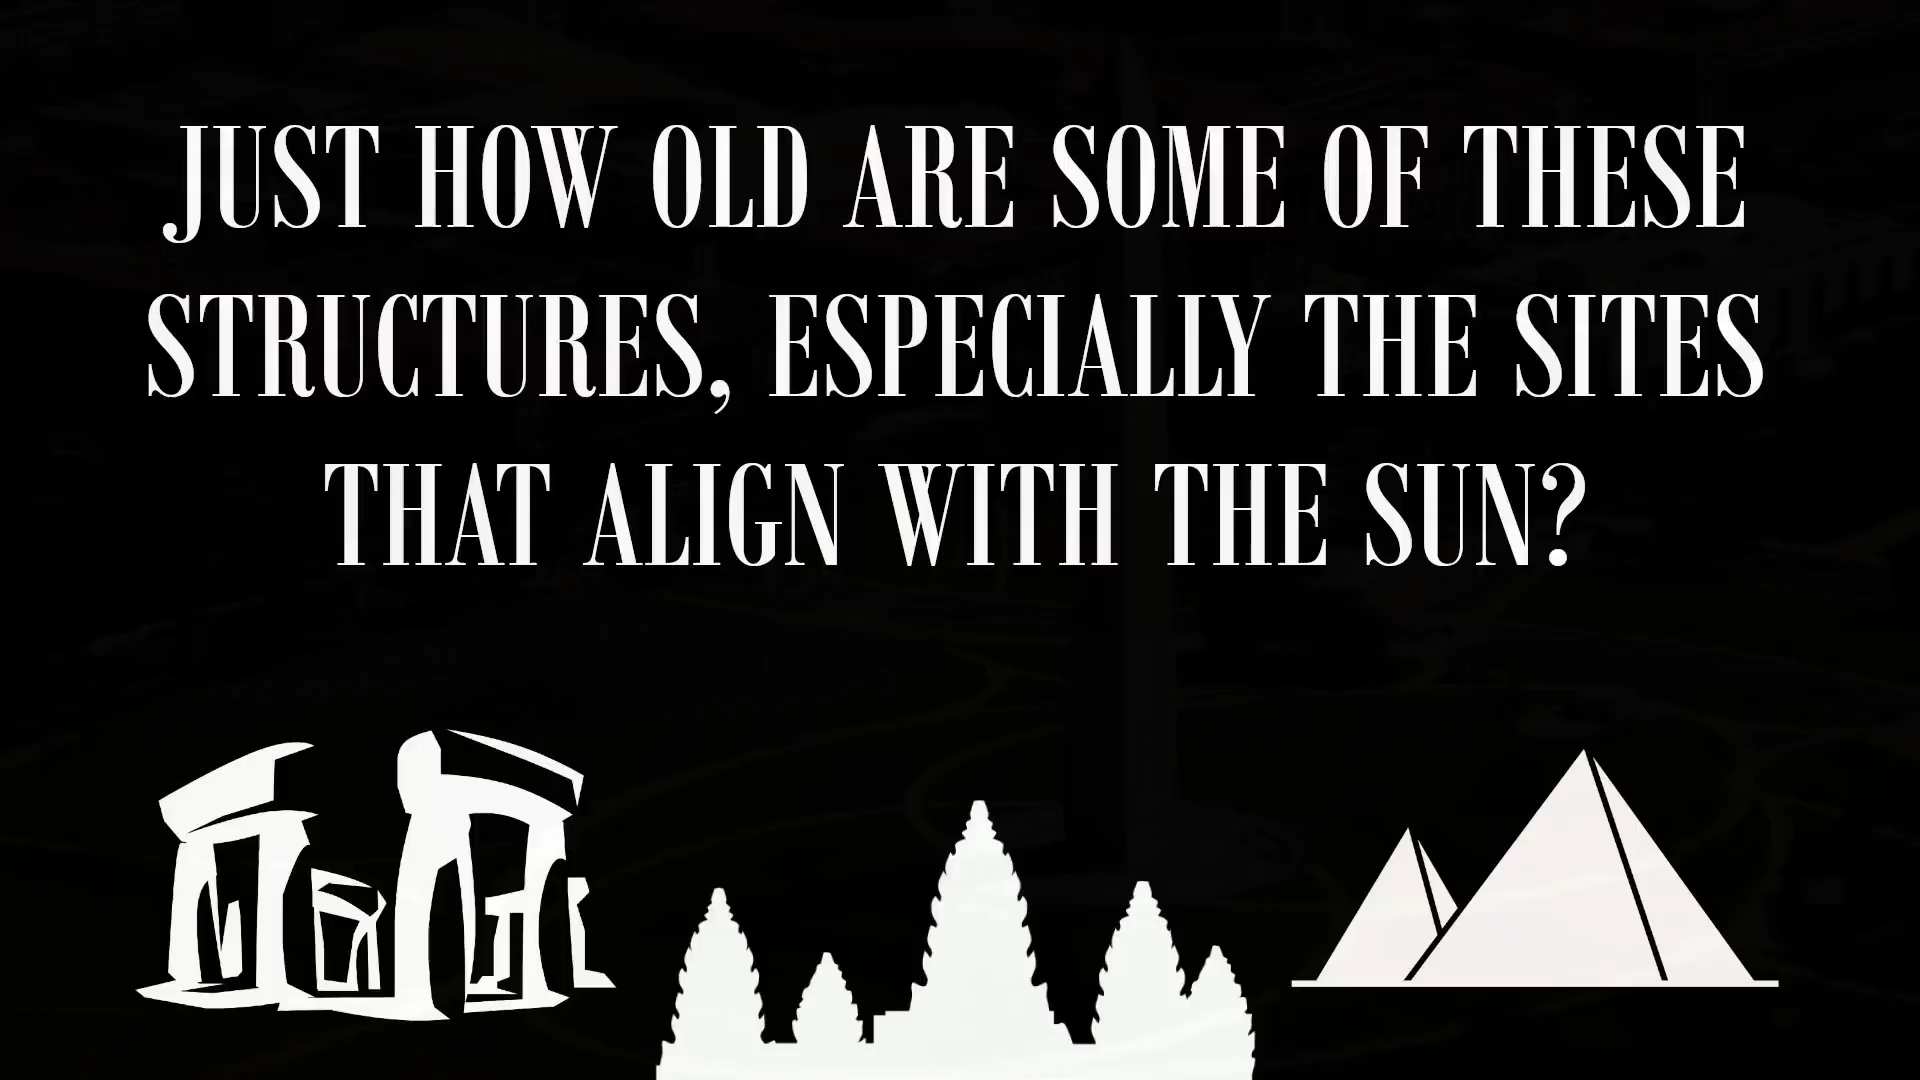 JUST HOW OLD ARE SOME OF THESE
STRUCTURES, ESPECIALLY THE SITES
THAT ALIGN WITH THE SUN?